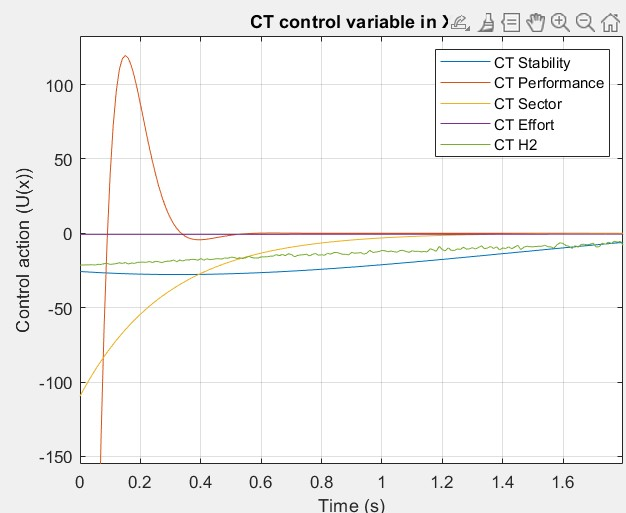 CT control variable in
CT Stability
CT Performance
CT Sector
CT Effort
CT H2
Control action (U(x))
100
50
0
-50
-100
-150
0 0.2 0.4 0.6 0.8 1 1.2 1.4 1.6
Time (s)